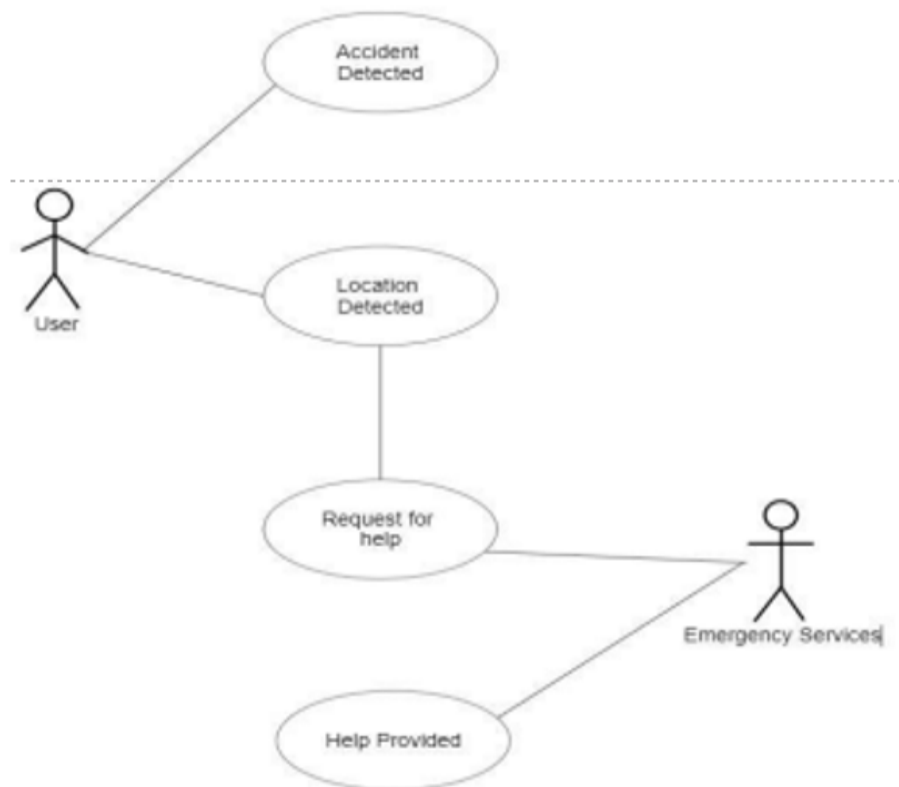 Accident
Detected
Location
Detected
User
Request for
help
Emergency Services
Help Provided